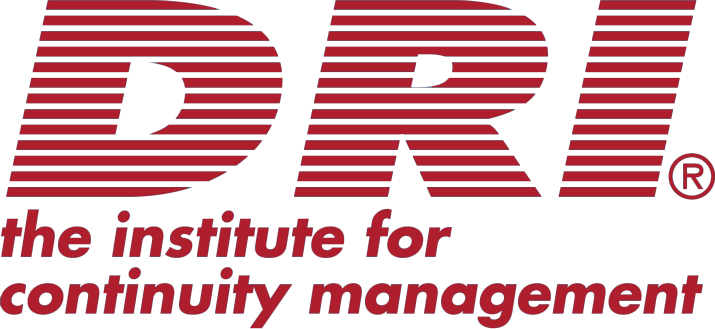 DRI®
the institute for
continuity management